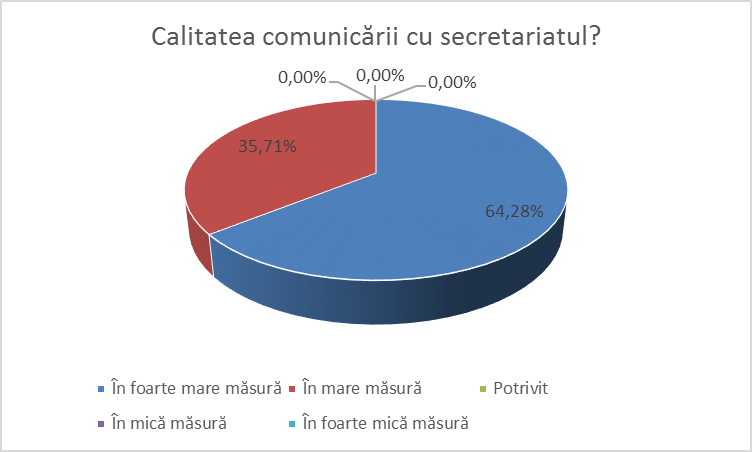 Calitatea comunicării cu secretariatul?
0,00% 0,00% 0,00%
35,71%
64,28%
În foarte mare măsură În mare măsură Potrivit
În mică măsură În foarte mică măsură